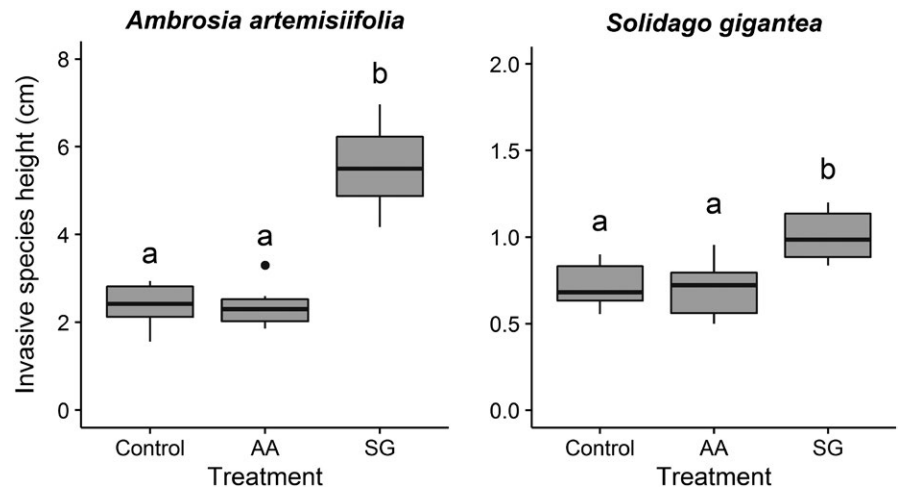 Ambrosia artemisiifolia
Invasive species height (cm)
8
6
4
2
0
a
a
b
Control
AA
SG
Treatment
Solidago gigantea
2.0
1.5
1.0
0.5
0.0
a
a
b
Control
AA
SG
Treatment